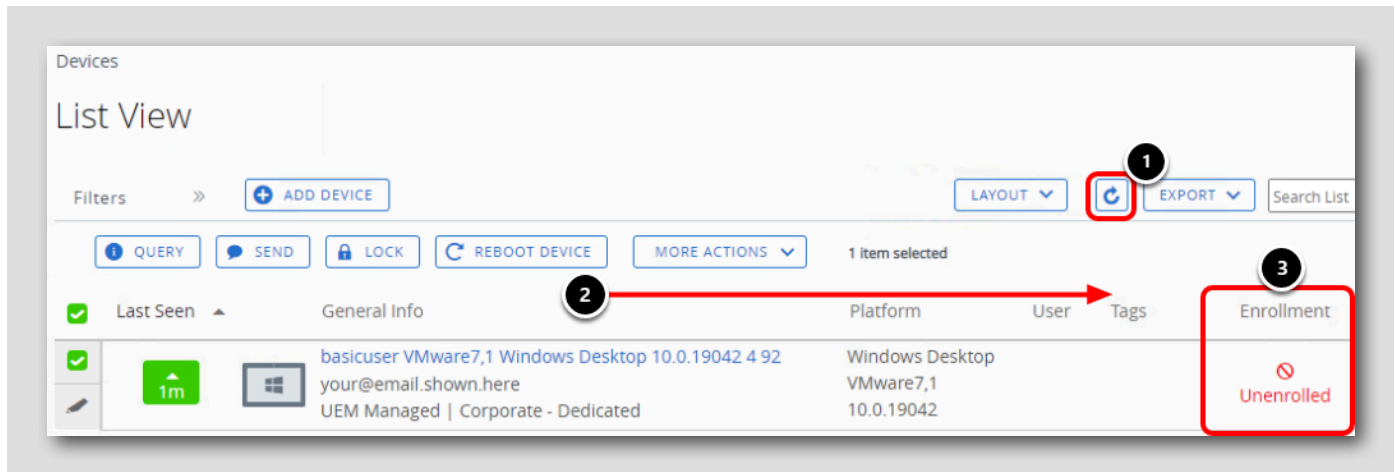 Devices
List View
1
Filters » ADD DEVICE LAYOUT EXPORT Search List
QUERY SEND LOCK REBOOT DEVICE MORE ACTIONS 1 item selected
2
3
Last Seen General Info Platform User Tags Enrollment
basicuser VMware7,1 Windows Desktop 10.0.19042 4 92 Windows Desktop
1m your@email.shown.here VMware7,1 Unenrolled
UEM Managed | Corporate - Dedicated 10.0.19042